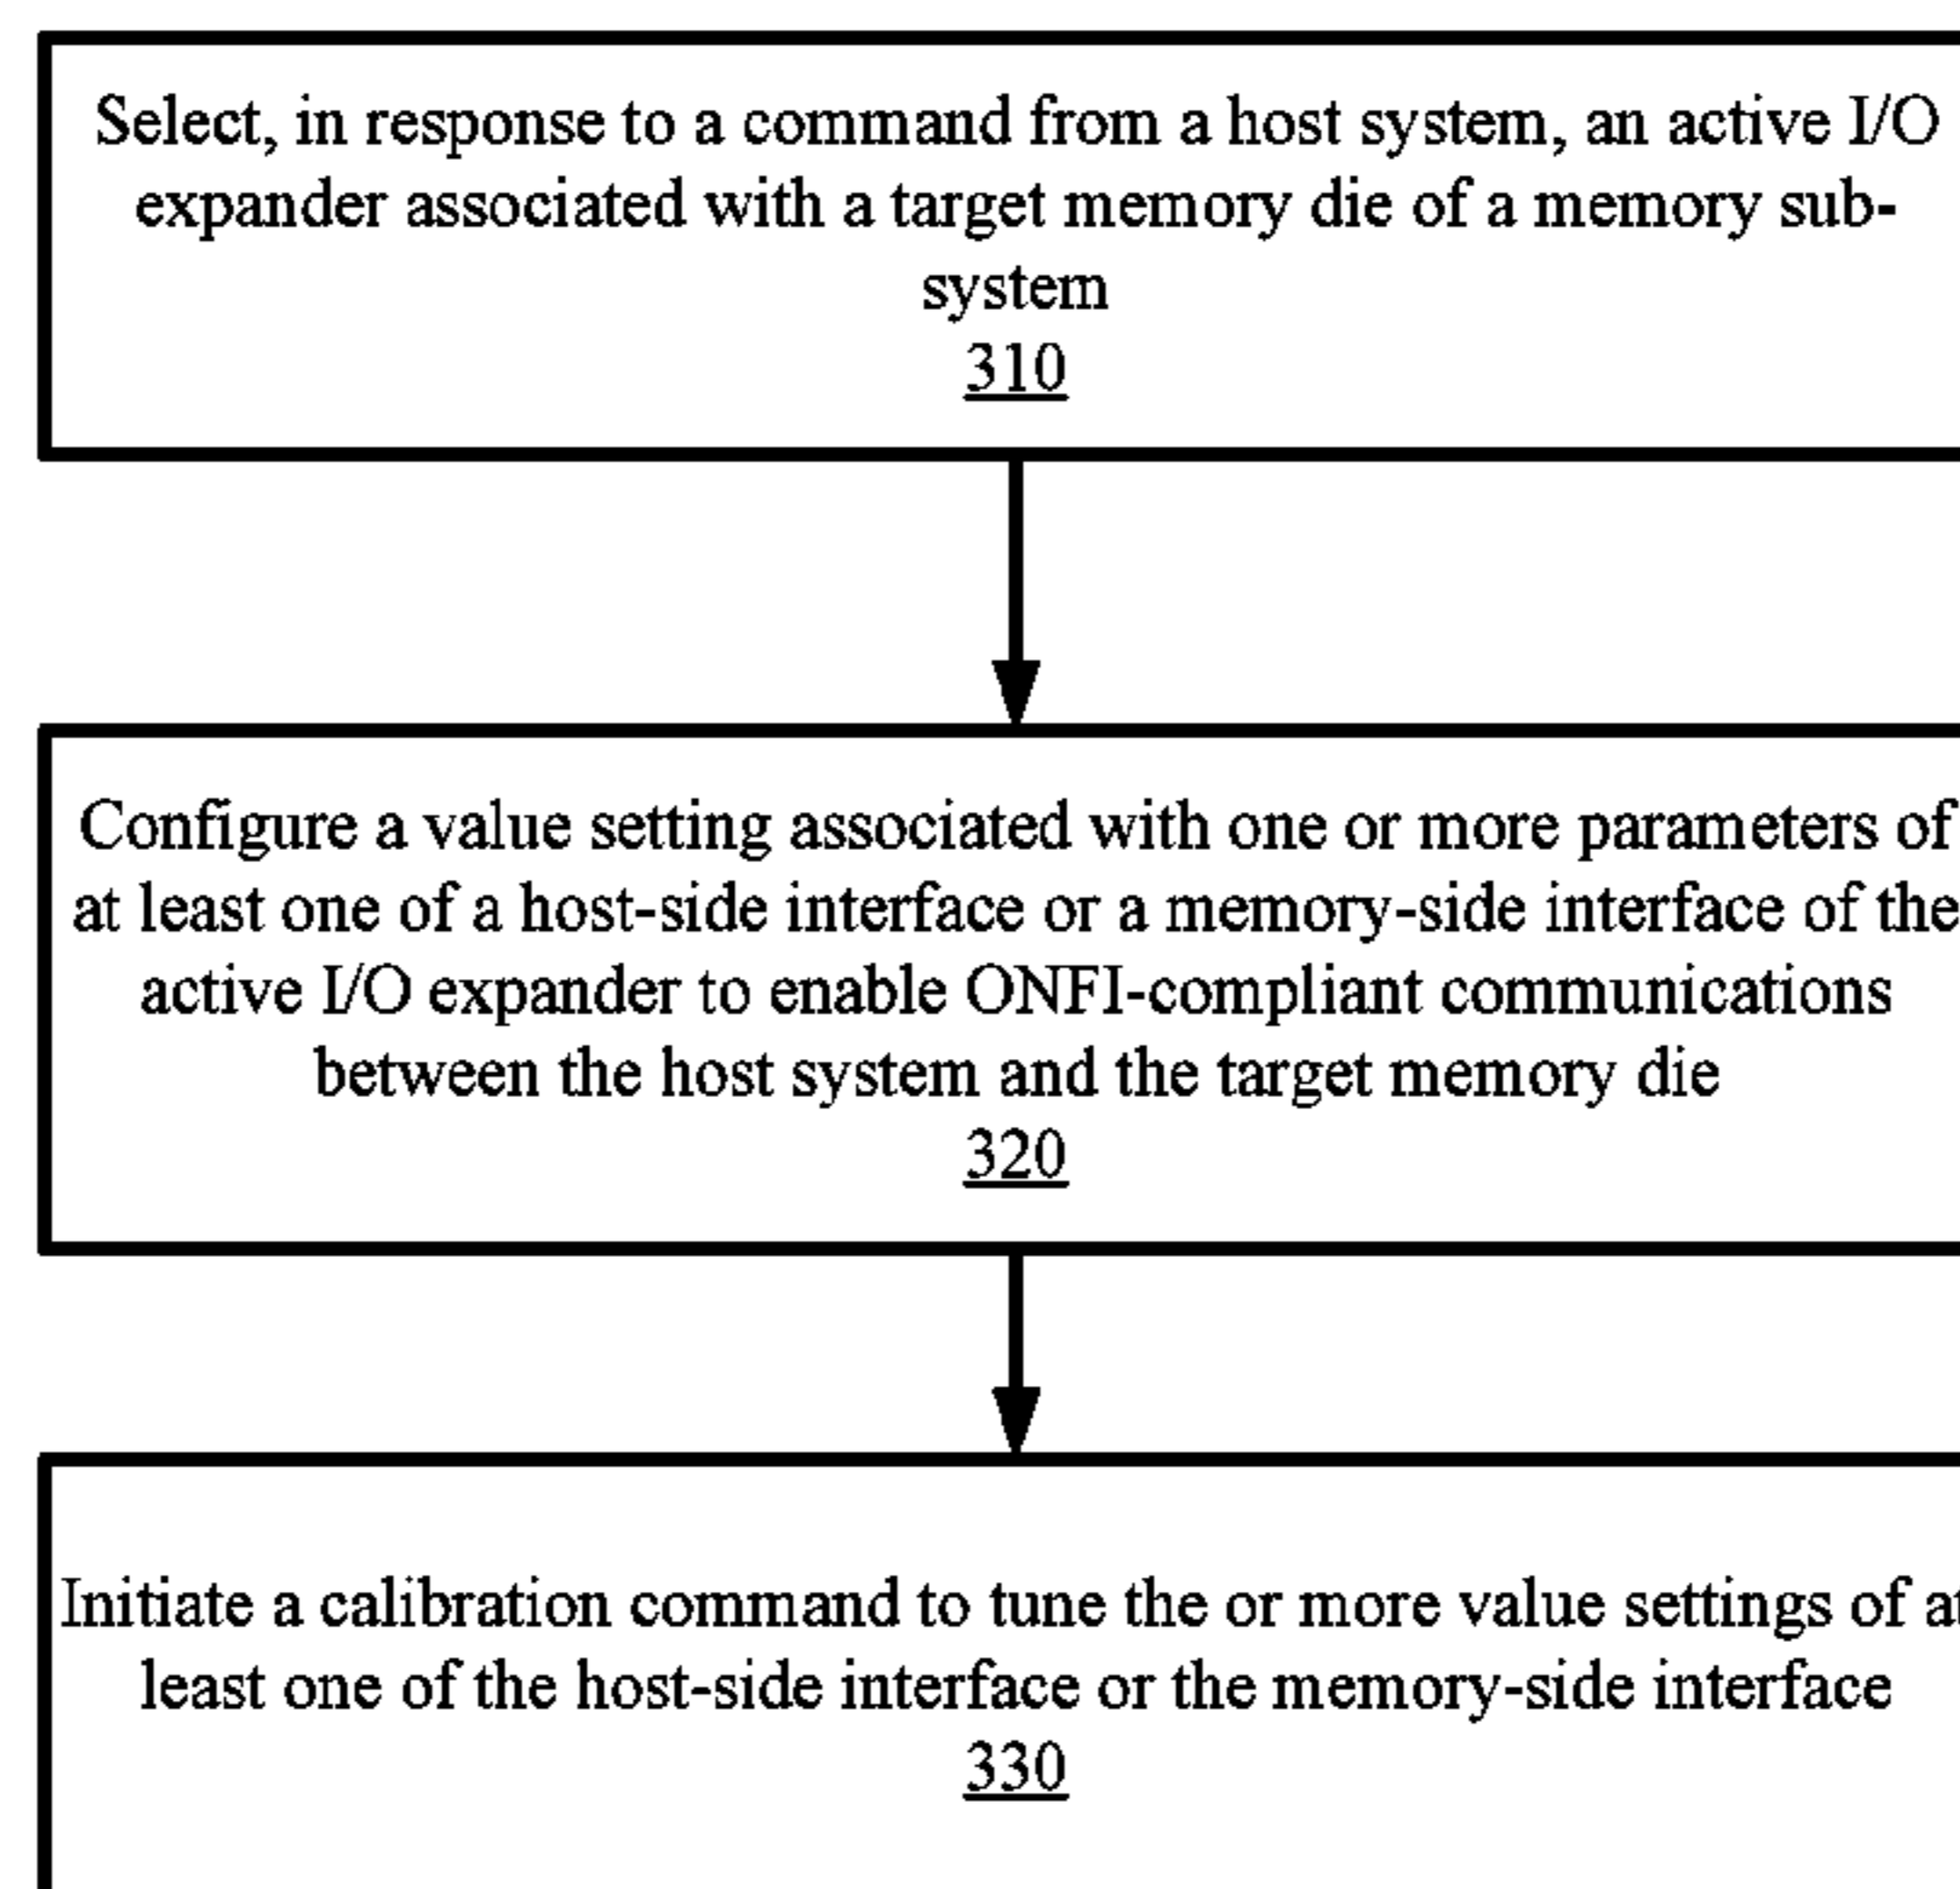 Select, in response to a command from a host system, an active I/O
expander associated with a target memory die of a memory sub-
system
310
Configure a value setting associated with one or more parameters of
at least one of a host-side interface or a memory-side interface of the
active I/O expander to enable ONFI-compliant communications
between the host system and the target memory die
320
Initiate a calibration command to tune the or more value settings of at
least one of the host-side interface or the memory-side interface
330